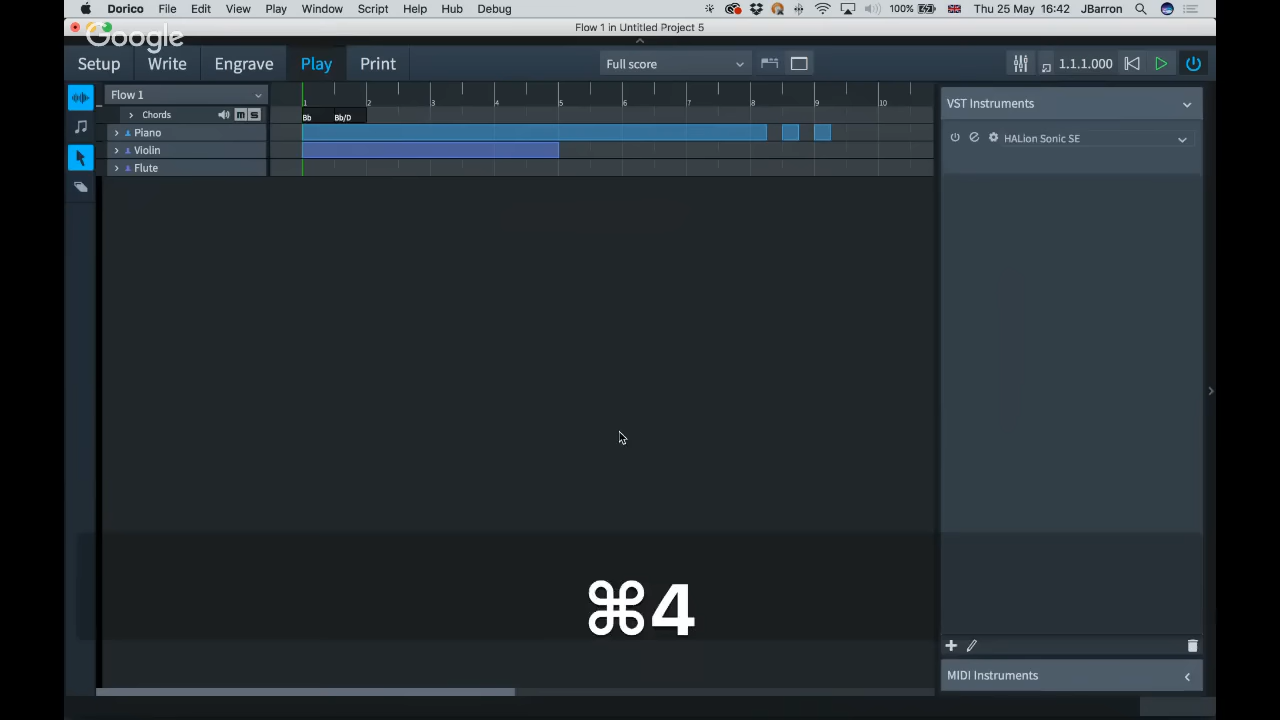 Dorico File Edit View Play Window Script Help Hub Debug 100% Thu 25 May 16:42 JBarron
Google
Flow 1 in Untitled Project 5
Setup Write Engrave Play Print Full score 1.1.1.000
Flow 1 1 2 3 4 5 6 7 8 9 10 VST Instruments
Chords m s Bb Bb/D
Piano HALion Sonic SE
Violin
Flute
⌘4
MIDI Instruments